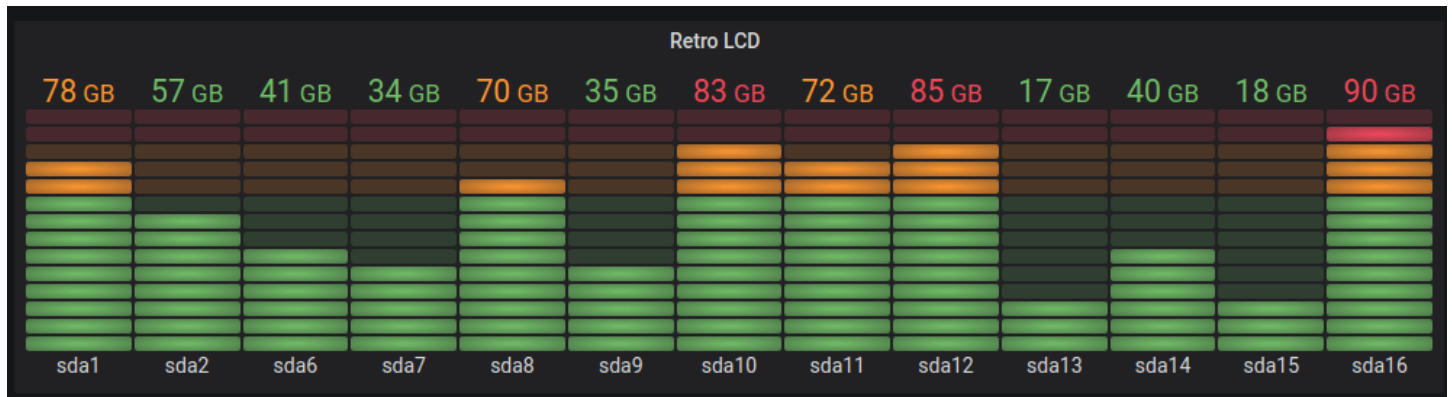 Retro LCD
78 GB 57 GB 41 GB 34 GB 70 GB 35 GB 83 GB 72 GB 85 GB 17 GB 40 GB 18 GB 90 GB
sda1 sda2 sda6 sda7 sda8 sda9 sda10 sda11 sda12 sda13 sda14 sda15 sda16